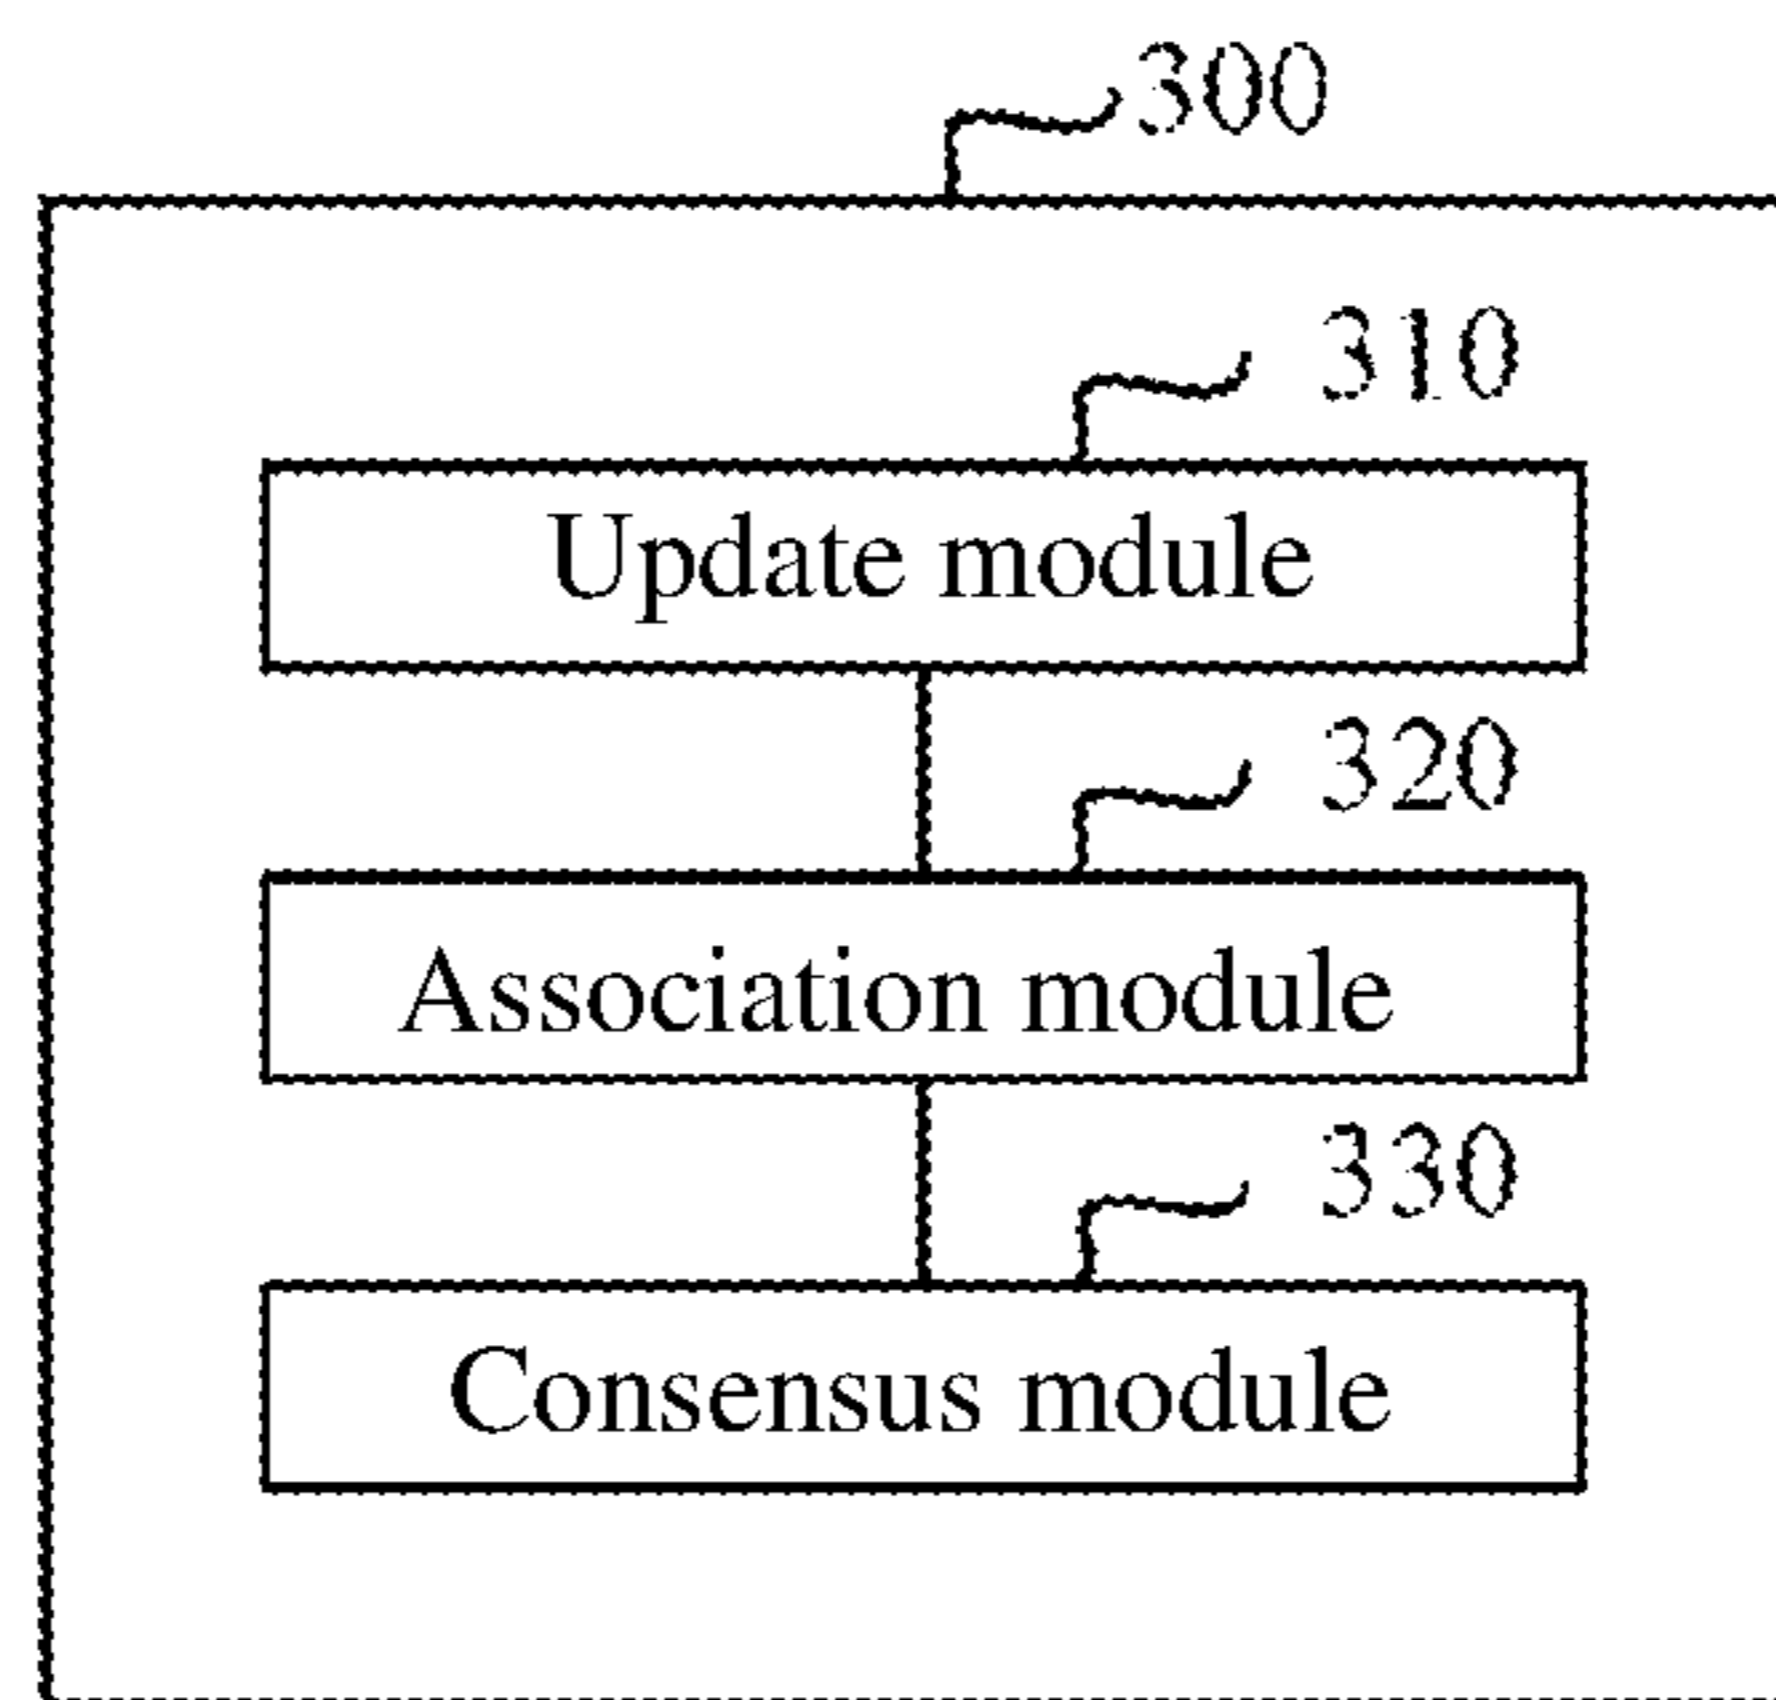 300
310
Update module
320
Association module
330
Consensus module